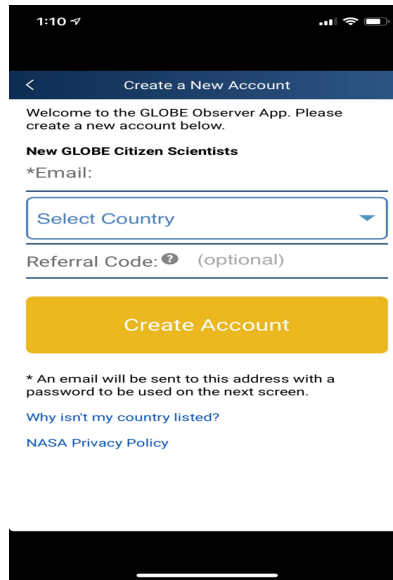 1:10
Create a New Account
Welcome to the GLOBE Observer App. Please
create a new account below.
New GLOBE Citizen Scientists
*Email:
Select Country
Referral Code: ? (optional)
Create Account
* An email will be sent to this address with a
password to be used on the next screen.
Why isn't my country listed?
NASA Privacy Policy